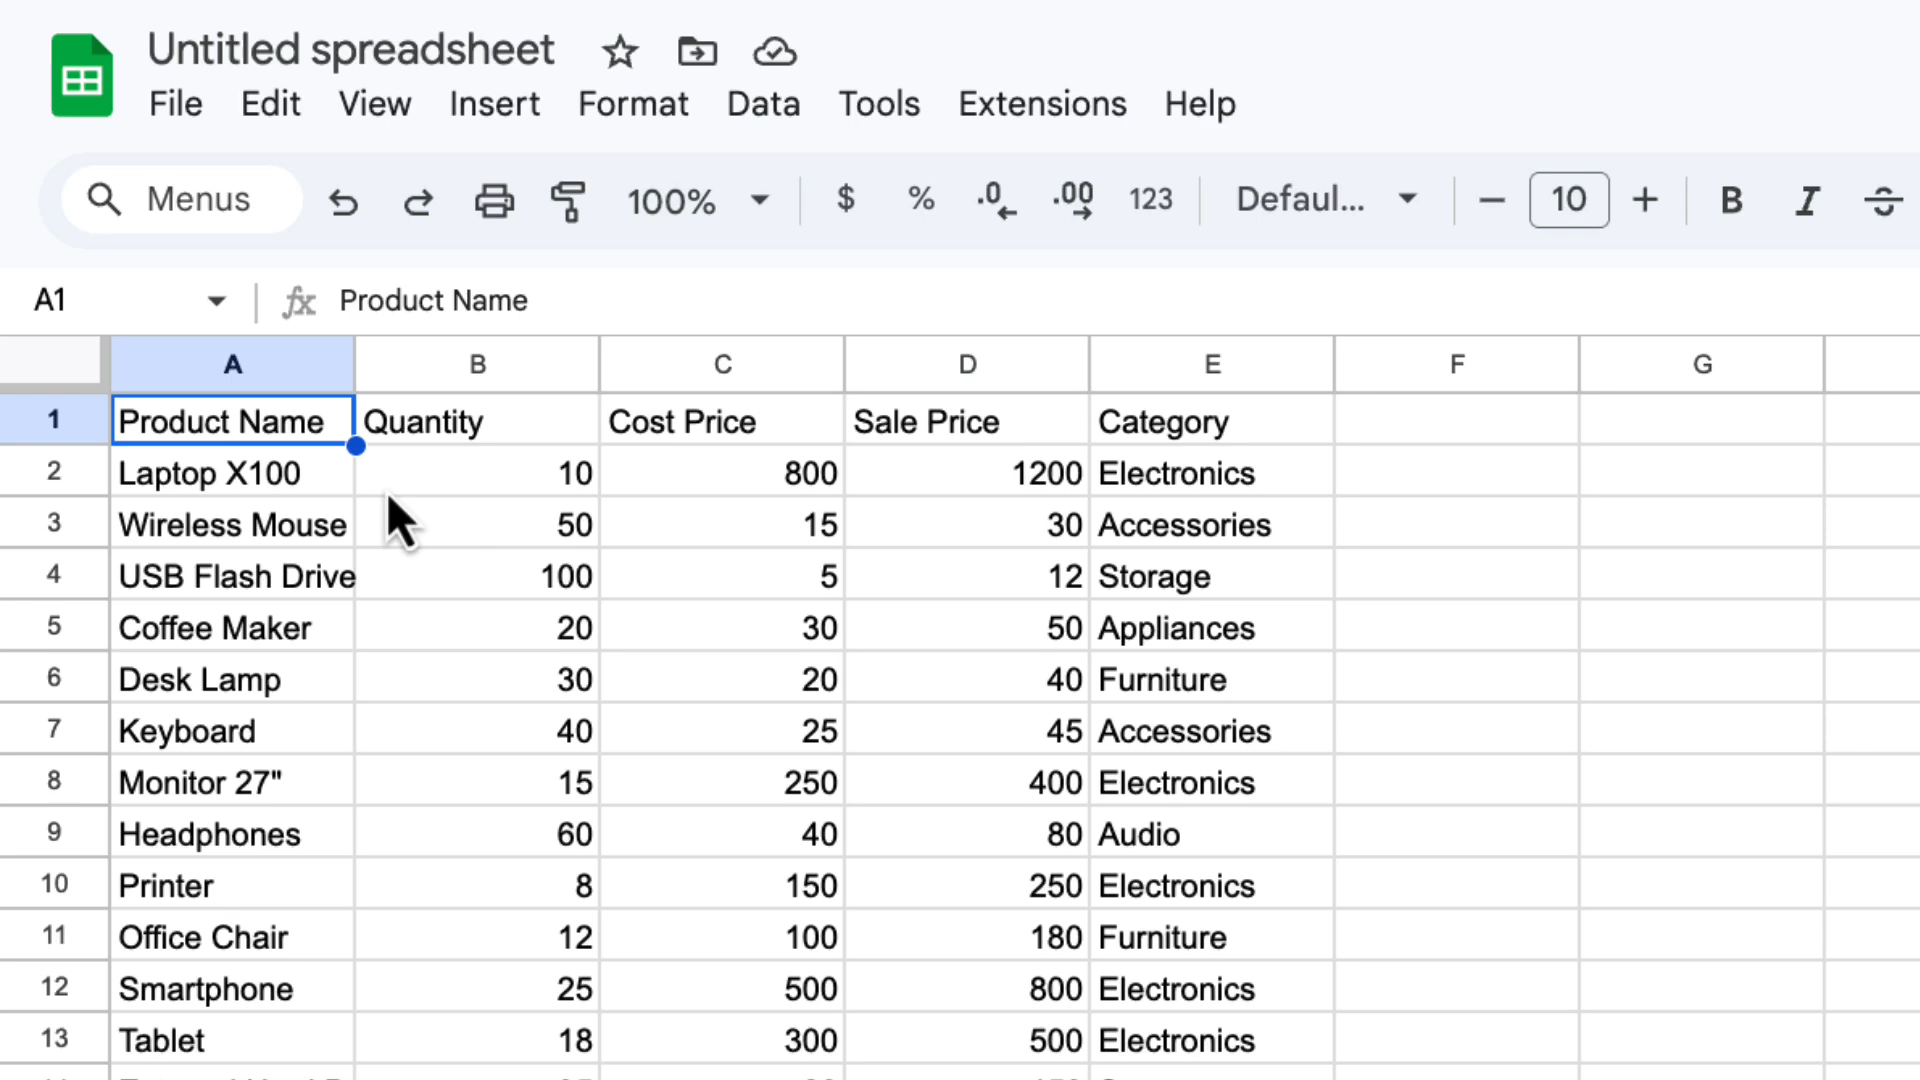 Untitled spreadsheet
File Edit View Insert Format Data Tools Extensions Help
Menus 100% $ % .0 .00 123 Defaul... 10 B I S
A1 fx Product Name
A B C D E F G
1 Product Name Quantity Cost Price Sale Price Category
2 Laptop X100 10 800 1200 Electronics
3 Wireless Mouse 50 15 30 Accessories
4 USB Flash Drive 100 5 12 Storage
5 Coffee Maker 20 30 50 Appliances
6 Desk Lamp 30 20 40 Furniture
7 Keyboard 40 25 45 Accessories
8 Monitor 27" 15 250 400 Electronics
9 Headphones 60 40 80 Audio
10 Printer 8 150 250 Electronics
11 Office Chair 12 100 180 Furniture
12 Smartphone 25 500 800 Electronics
13 Tablet 18 300 500 Electronics